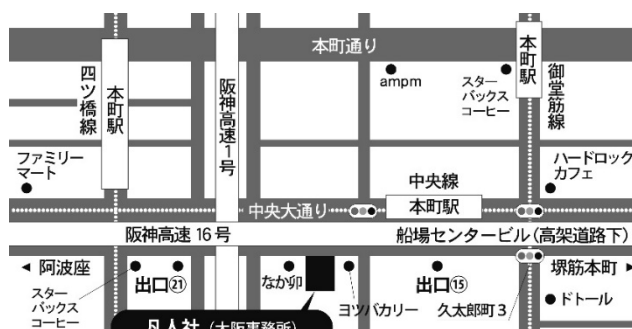 本町通り
四ツ橋線
本町駅
阪神高速1号
ampm
スター
バックス
コーヒー
本町駅
御堂筋線
ファミリー
マート
中央線
ハードロック
カフェ
中央大通り
本町駅
阪神高速 16 号
船場センタービル(高架道路下)
◀ 阿波座
出口㉑
なか卯
出口⑮
堺筋本町 ▶
スター
バックス
コーヒー
ヨツバカリー
久太郎町 3
ドトール
凡人社(大阪事務所)